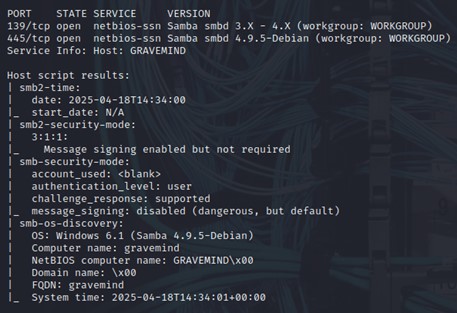 PORT    STATE SERVICE     VERSION
139/tcp open  netbios-ssn Samba smbd 3.X - 4.X (workgroup: WORKGROUP)
445/tcp open  netbios-ssn Samba smbd 4.9.5-Debian (workgroup: WORKGROUP)
Service Info: Host: GRAVEMIND

Host script results:
| smb2-time:
|   date: 2025-04-18T14:34:00
|_  start_date: N/A
| smb2-security-mode:
|   3:1:1:
|_    Message signing enabled but not required
| smb-security-mode:
|   account_used: <blank>
|   authentication_level: user
|   challenge_response: supported
|_  message_signing: disabled (dangerous, but default)
| smb-os-discovery:
|   OS: Windows 6.1 (Samba 4.9.5-Debian)
|   Computer name: gravemind
|   NetBIOS computer name: GRAVEMIND\x00
|   Domain name: \x00
|   FQDN: gravemind
|_  System time: 2025-04-18T14:34:01+00:00